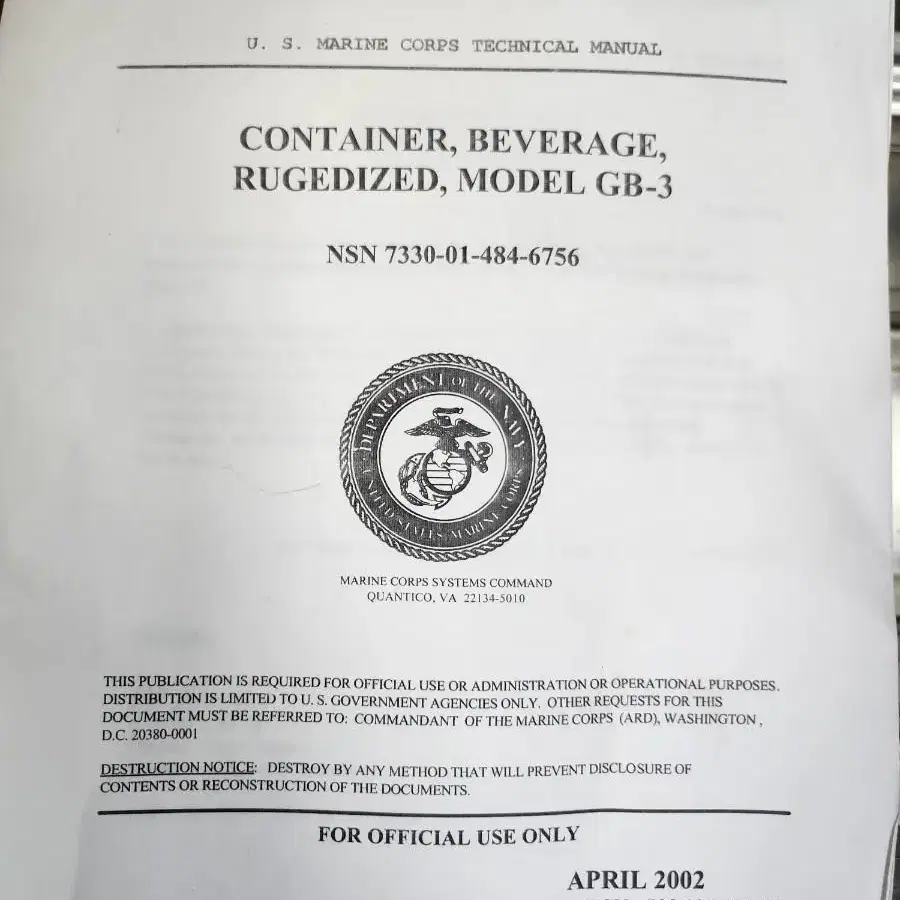 U. S. MARINE CORPS TECHNICAL MANUAL
CONTAINER, BEVERAGE,
RUGEDIZED, MODEL GB-3
NSN 7330-01-484-6756
DEPARTMENT OF THE NAVY
UNITED STATES MARINE CORPS
MARINE CORPS SYSTEMS COMMAND
QUANTICO, VA 22134-5010
THIS PUBLICATION IS REQUIRED FOR OFFICIAL USE OR ADMINISTRATION OR OPERATIONAL PURPOSES.
DISTRIBUTION IS LIMITED TO U. S. GOVERNMENT AGENCIES ONLY. OTHER REQUESTS FOR THIS
DOCUMENT MUST BE REFERRED TO: COMMANDANT OF THE MARINE CORPS (ARD), WASHINGTON,
D.C. 20380-0001
DESTRUCTION NOTICE: DESTROY BY ANY METHOD THAT WILL PREVENT DISCLOSURE OF
CONTENTS OR RECONSTRUCTION OF THE DOCUMENTS.
FOR OFFICIAL USE ONLY
APRIL 2002